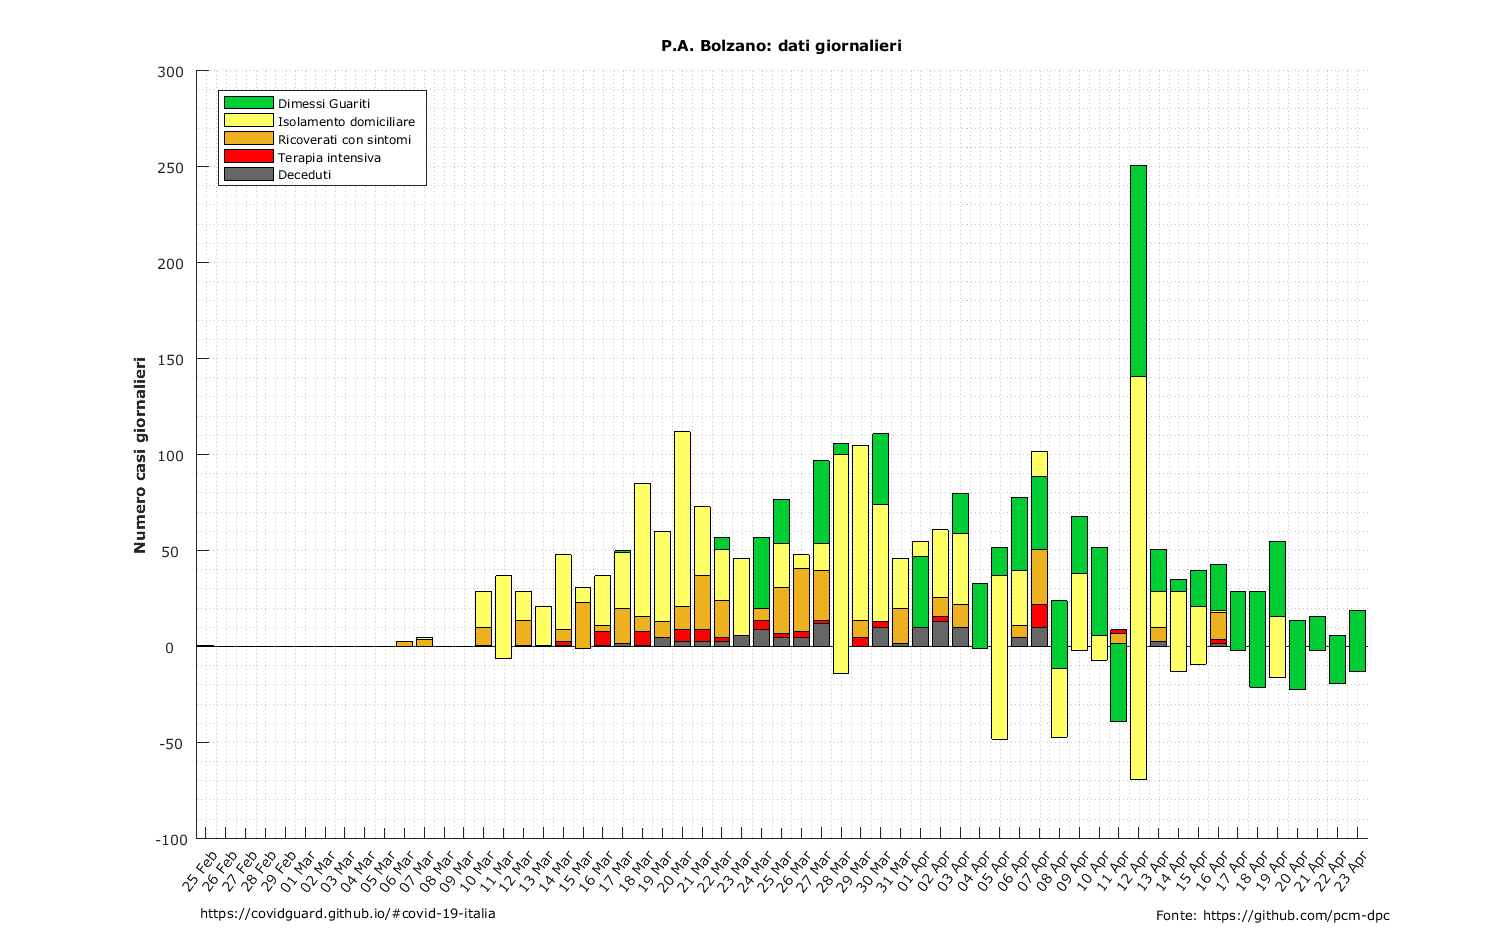 P.A. Bolzano: dati giornalieri
300
250
200
150
100
50
0
-50
-100
Numero casi giornalieri
Dimessi Guariti
Isolamento domiciliare
Ricoverati con sintomi
Terapia intensiva
Deceduti
25 Feb
26 Feb
27 Feb
28 Feb
29 Feb
01 Mar
02 Mar
03 Mar
04 Mar
05 Mar
06 Mar
07 Mar
08 Mar
09 Mar
10 Mar
11 Mar
12 Mar
13 Mar
14 Mar
15 Mar
16 Mar
17 Mar
18 Mar
19 Mar
20 Mar
21 Mar
22 Mar
23 Mar
24 Mar
25 Mar
26 Mar
27 Mar
28 Mar
29 Mar
30 Mar
31 Mar
01 Apr
02 Apr
03 Apr
04 Apr
05 Apr
06 Apr
07 Apr
08 Apr
09 Apr
10 Apr
11 Apr
12 Apr
13 Apr
14 Apr
15 Apr
16 Apr
17 Apr
18 Apr
19 Apr
20 Apr
21 Apr
22 Apr
23 Apr
https://covidguard.github.io/#covid-19-italia
Fonte: https://github.com/pcm-dpc